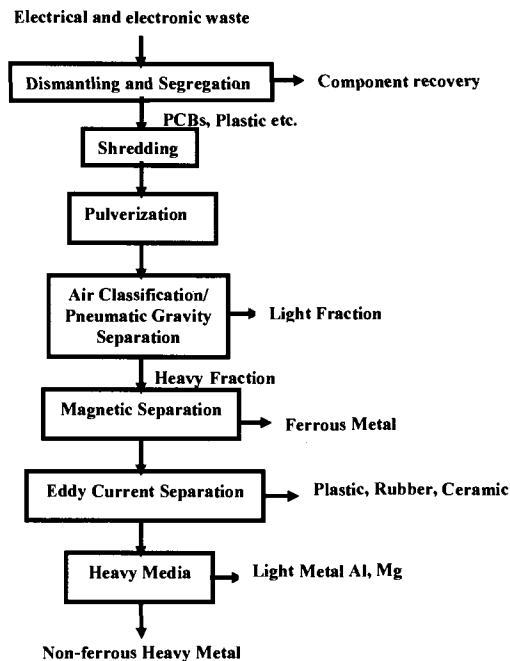 Electrical and electronic waste
Dismantling and Segregation
Component recovery
PCBs, Plastic etc.
Shredding
Pulverization
Air Classification/
Pneumatic Gravity
Separation
Light Fraction
Heavy Fraction
Magnetic Separation
Ferrous Metal
Eddy Current Separation
Plastic, Rubber, Ceramic
Heavy Media
Light Metal Al, Mg
Non-ferrous Heavy Metal